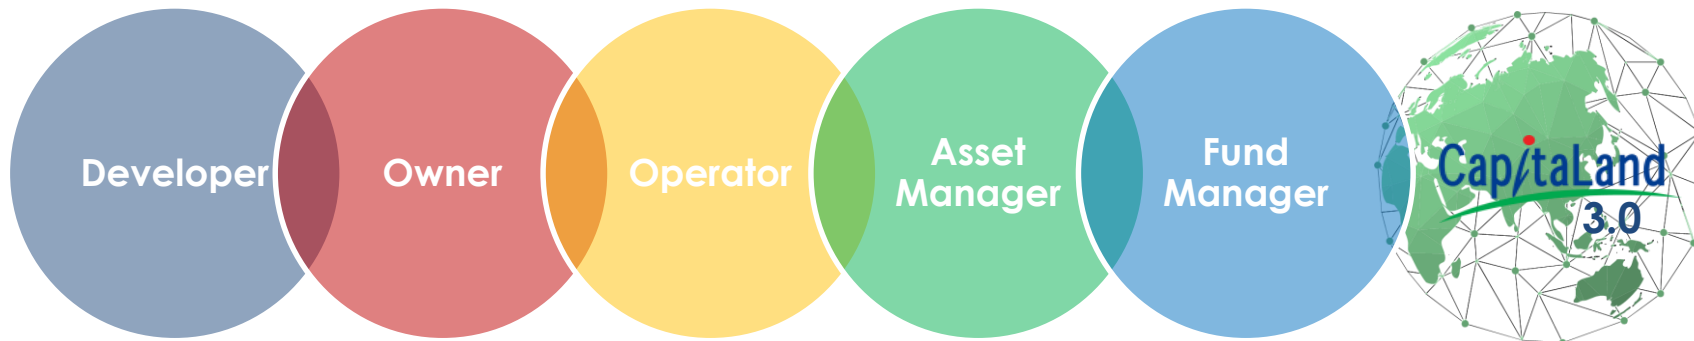 Developer
Owner
Operator
Asset
Manager
Fund
Manager
CapitaLand
3.0